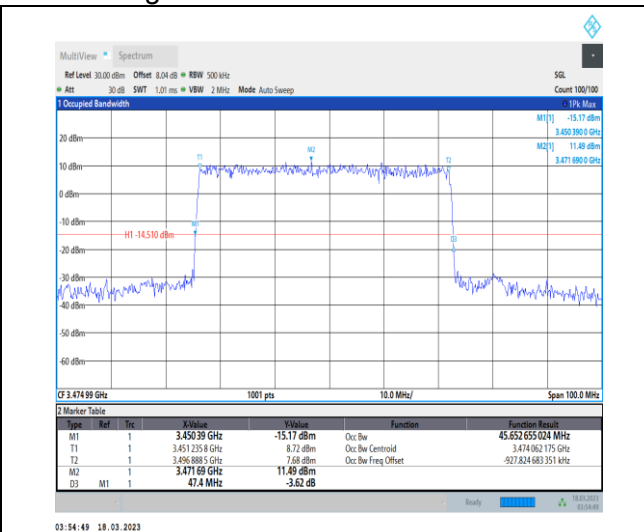 MultiView Spectrum
Ref Level 30.00 dBm Offset 8.04 dB RBW 500 kHz SGL
Att 30 dB SWT 1.01 ms VBW 2 MHz Mode Auto Sweep Count 100/100
1 Occupied Bandwidth 1Pk Max
M1[1] -15.17 dBm
3.450 390 0 GHz
M2[1] 11.49 dBm
3.471 690 0 GHz
20 dBm
M2
T1
T2
10 dBm
0 dBm
-10 dBm
M1
H1 -14.510 dBm
D3
-20 dBm
-30 dBm
-40 dBm
-50 dBm
-60 dBm
CF 3.474 99 GHz 1001 pts 10.0 MHz/ Span 100.0 MHz
2 Marker Table
Type Ref Trc X-Value Y-Value Function Function Result
M1 1 3.450 39 GHz -15.17 dBm Occ Bw 45.652 655 024 MHz
T1 1 3.451 235 8 GHz 8.72 dBm Occ Bw Centroid 3.474 062 175 GHz
T2 1 3.496 888 5 GHz 7.68 dBm Occ Bw Freq Offset -927.824 683 351 kHz
M2 1 3.471 69 GHz 11.49 dBm
D3 M1 1 47.4 MHz -3.62 dB
Ready 18.03.2023
03:54:49
03:54:49 18.03.2023